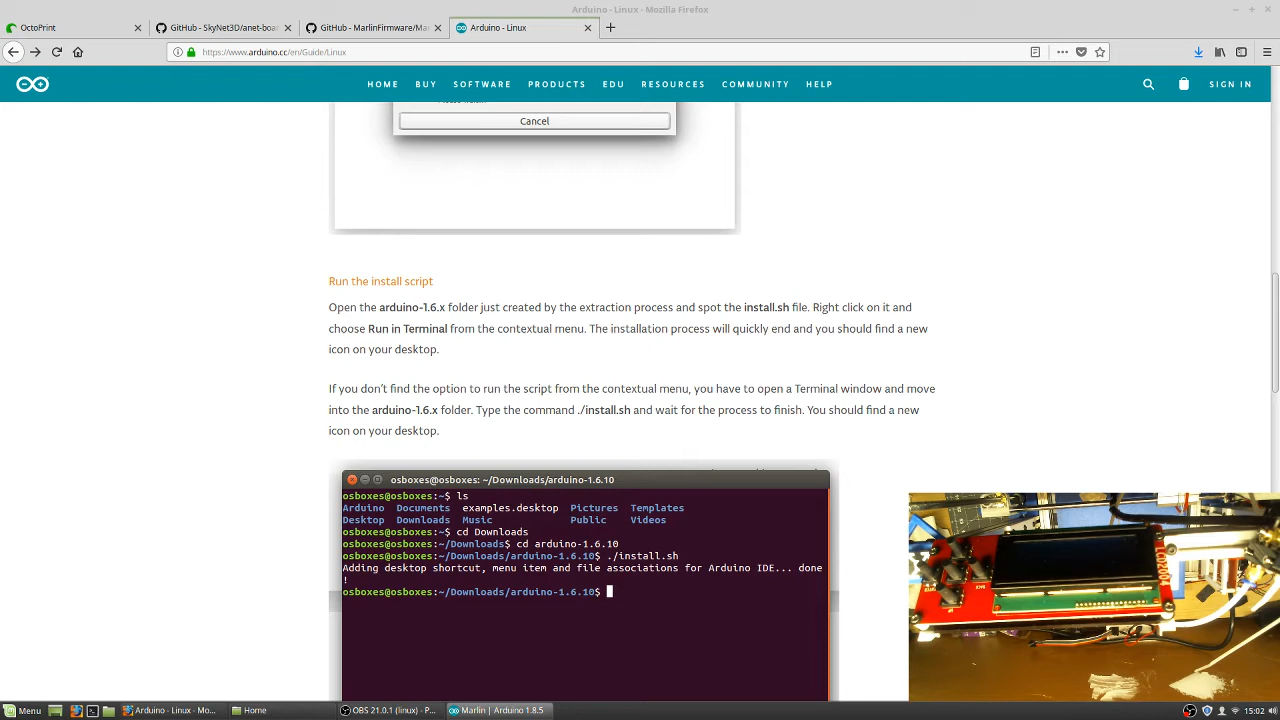 Arduino - Linux - Mozilla Firefox
OctoPrint
GitHub - SkyNet3D/anet-boa
GitHub - MarlinFirmware/Ma
Arduino - Linux
https://www.arduino.cc/en/Guide/Linux
HOME BUY SOFTWARE PRODUCTS EDU RESOURCES COMMUNITY HELP
SIGN IN
Cancel
Run the install script
Open the arduino-1.6.x folder just created by the extraction process and spot the install.sh file. Right click on it and
choose Run in Terminal from the contextual menu. The installation process will quickly end and you should find a new
icon on your desktop.
If you don’t find the option to run the script from the contextual menu, you have to open a Terminal window and move
into the arduino-1.6.x folder. Type the command ./install.sh and wait for the process to finish. You should find a new
icon on your desktop.
osboxes@osboxes: ~/Downloads/arduino-1.6.10
osboxes@osboxes:~$ ls
Arduino Documents examples.desktop Pictures Templates
Desktop Downloads Music Public Videos
osboxes@osboxes:~$ cd Downloads
osboxes@osboxes:~/Downloads$ cd arduino-1.6.10
osboxes@osboxes:~/Downloads/arduino-1.6.10$ ./install.sh
Adding desktop shortcut, menu item and file associations for Arduino IDE... done
!
osboxes@osboxes:~/Downloads/arduino-1.6.10$
Menu
Arduino - Linux - Mo...
Home
OBS 21.0.1 (linux) - P...
Marlin | Arduino 1.8.5
15:02